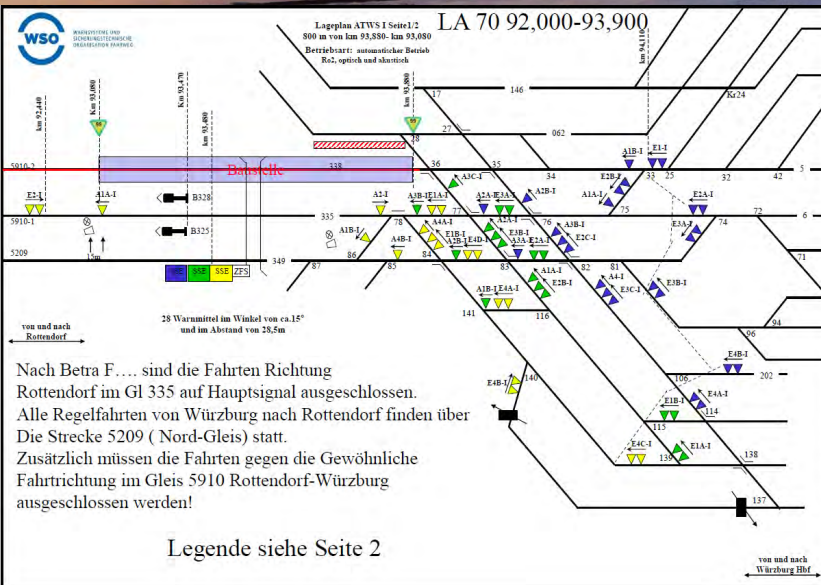 WSO
WARNSYSTEME UND
SICHERUNGSTECHNISCHE
ORGANISATION FAHRWEG
Lageplan ATWS I Seite1/2
800 m von km 93,880- km 93,080
Betriebsart: automatischer Betrieb
Ro2, optisch und akustisch
LA 70 92,000-93,900
km 92,440
Km 93,080
Km 93,470
km 93,480
km 93,880
km 94,110
17
146
Kr24
27
062
28
5910-2
338
Baustelle
36
35
34
33
25
32
42
5
A1B-I
E1-I
A3C-I
E2B-I
A1A-I
E2-I
A1A-I
B328
A2-I
A3B-I
E1A-I
A2A-I
E3A-I
A2B-I
75
E2A-I
5910-1
335
78
77
76
74
72
6
B325
A1B-I
A4A-I
A2A-I
A3B-I
E3A-I
A4B-I
E1B-I
A2B-I
E4D-I
E3B-I
A3A-I
E2A-I
E2C-I
5209
15m
349
87
86
85
84
83
82
81
71
SSE
SSE
ZFS
A1A-I
E2B-I
A4-I
E3C-I
E3B-I
A1B-I
E4A-I
28 Warnmittel im Winkel von ca.15°
und im Abstand von 28,5m
141
116
94
96
von und nach
Rottendorf
E4B-I
140
E4B-I
106
202
Nach Betra F…. sind die Fahrten Richtung
Rottendorf im Gl 335 auf Hauptsignal ausgeschlossen.
Alle Regelfahrten von Würzburg nach Rottendorf finden über
Die Strecke 5209 ( Nord-Gleis) statt.
Zusätzlich müssen die Fahrten gegen die Gewöhnliche
Fahrtrichtung im Gleis 5910 Rottendorf-Würzburg
ausgeschlossen werden!
E1B-I
E4A-I
114
115
E4C-I
139
E1A-I
138
137
Legende siehe Seite 2
von und nach
Würzburg Hbf